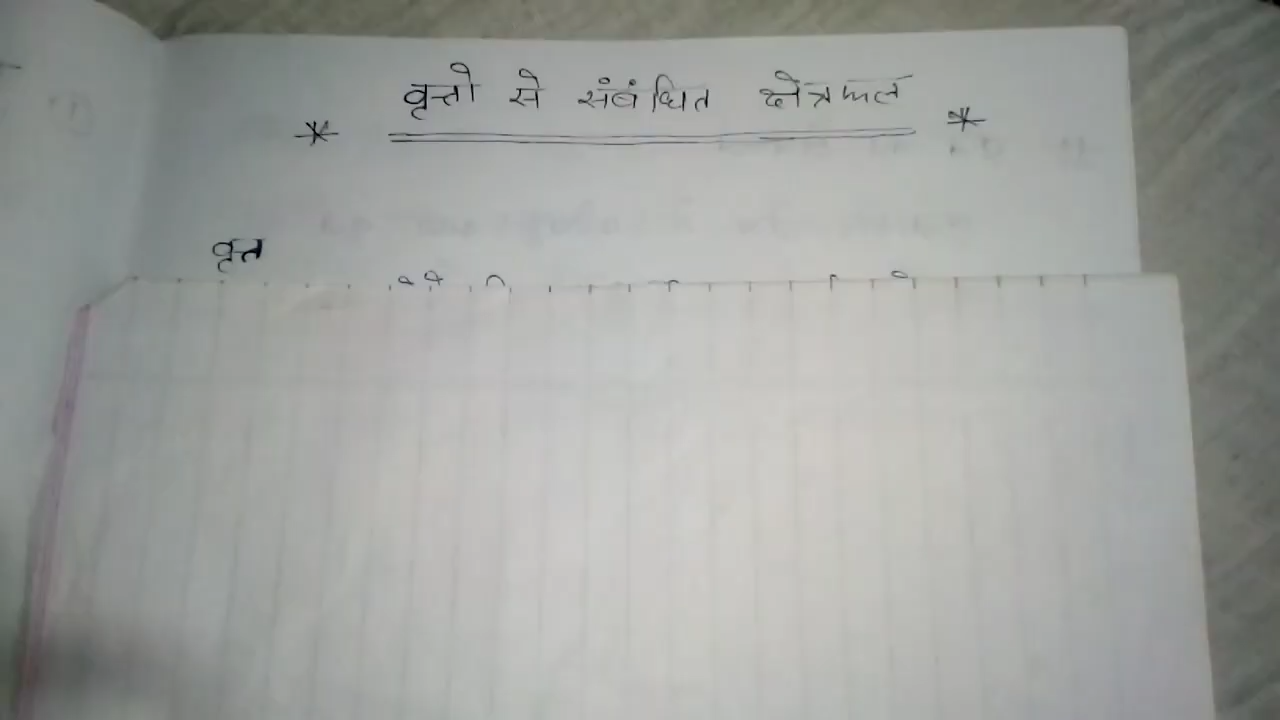 * वृत्तो से संबंधित क्षेत्रफल *
वृत्त